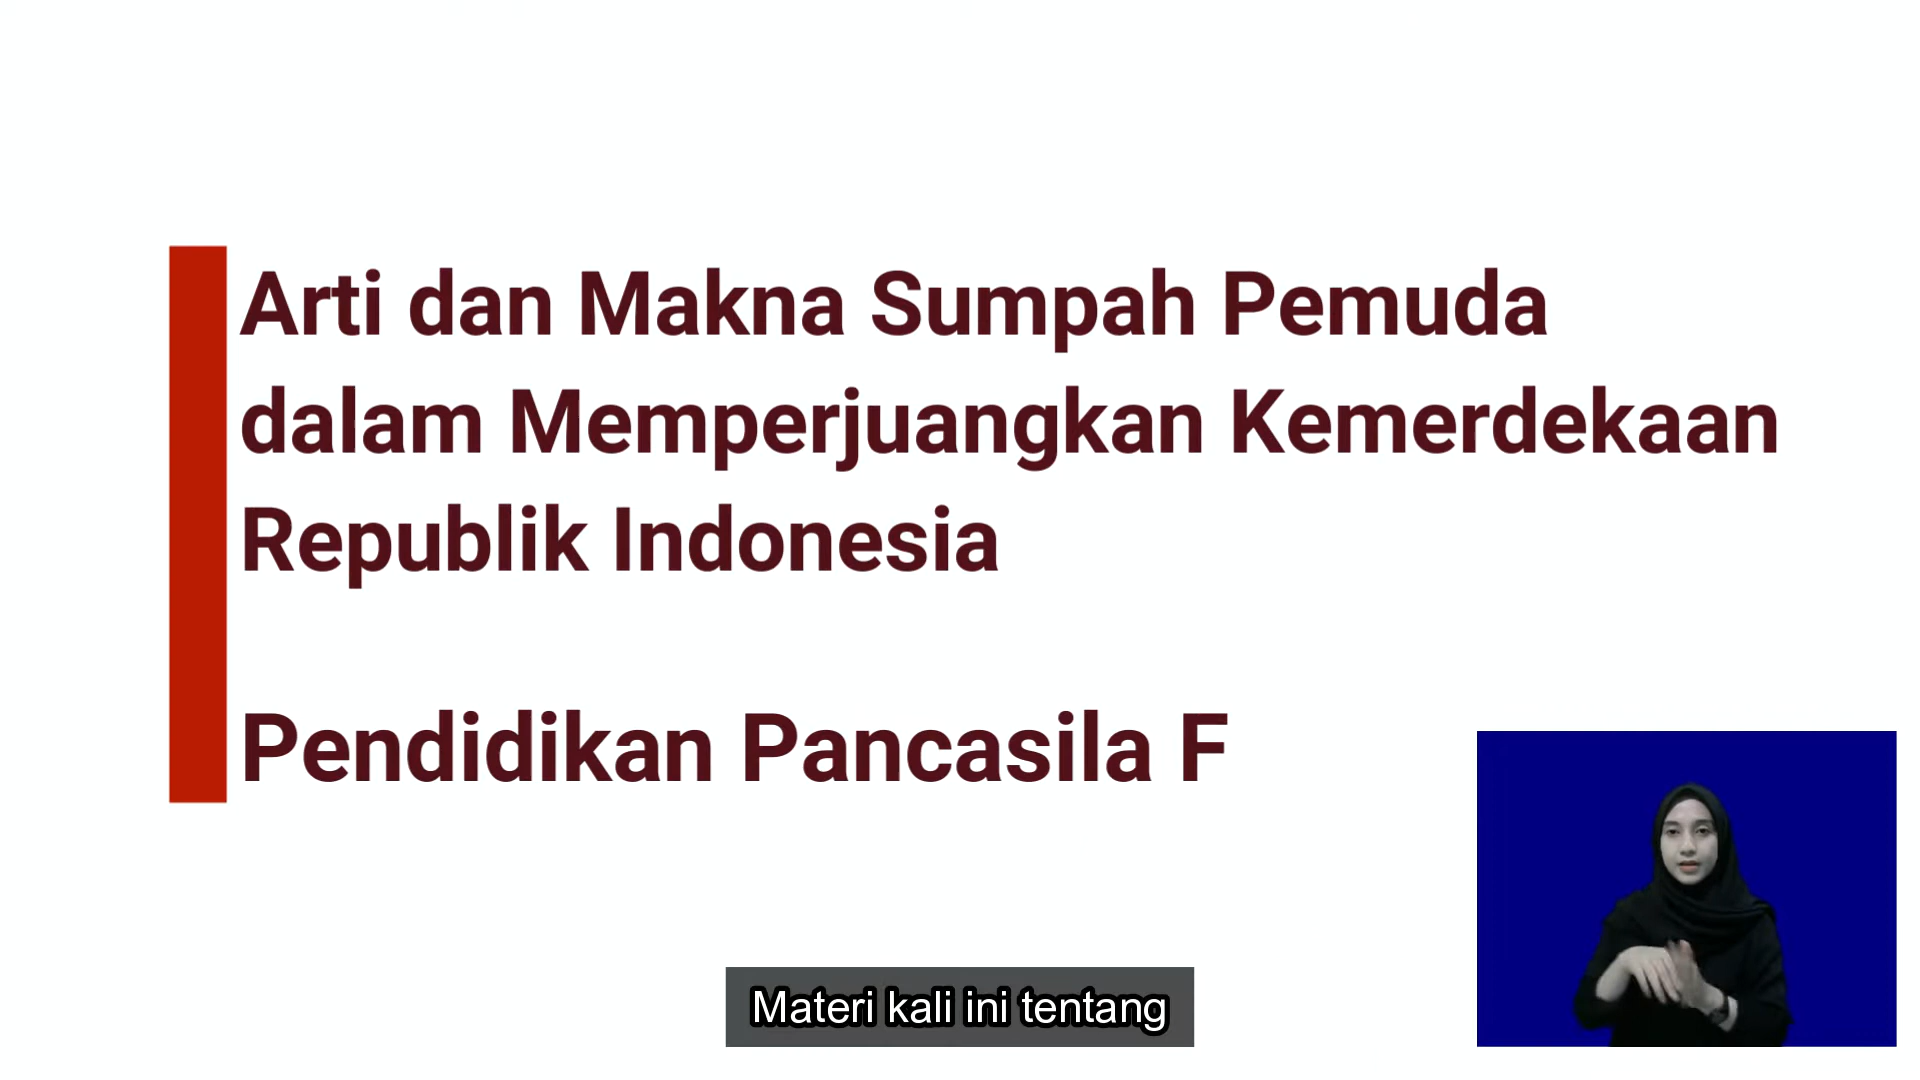 Arti dan Makna Sumpah Pemuda
dalam Memperjuangkan Kemerdekaan
Republik Indonesia
Pendidikan Pancasila F
Materi kali ini tentang